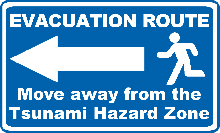 EVACUATION ROUTE
Move away from the
Tsunami Hazard Zone